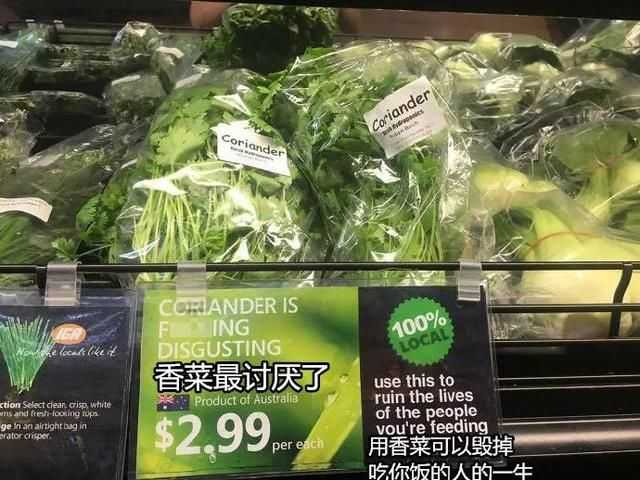 Coriander
Coriander
Hydroponics
IGA
How the locals like it
CORIANDER IS
F ING
DISGUSTING
香菜最讨厌了
Product of Australia
$2.99 per each
100%
LOCAL
use this to
ruin the lives
of the people
you're feeding
用香菜可以毁掉
吃你饭的人的一生
ction Select clean, crisp, white
ms and fresh-looking tops.
ge In an airtight bag in
erator crisper.